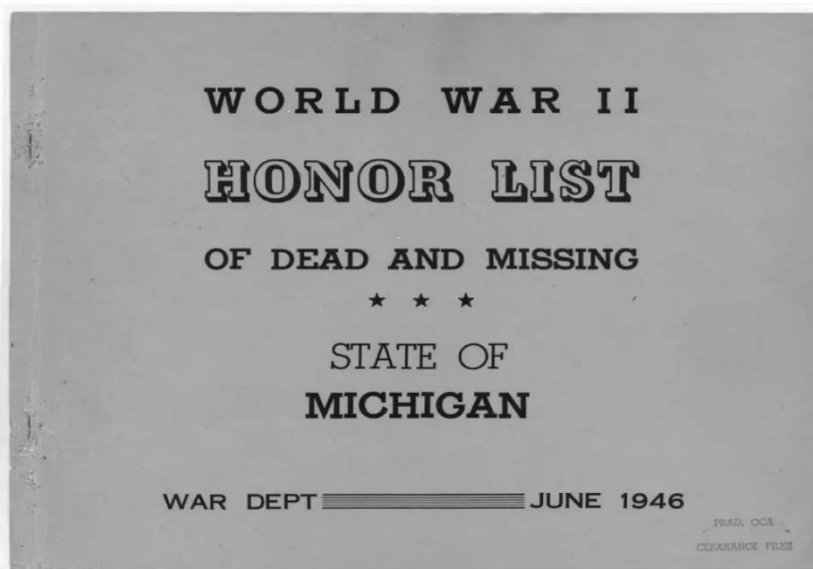 WORLD WAR II
HONOR LIST
OF DEAD AND MISSING
★ ★ ★
STATE OF
MICHIGAN
WAR DEPT JUNE 1946
PRAD, OCA
CLEARANCE FILES